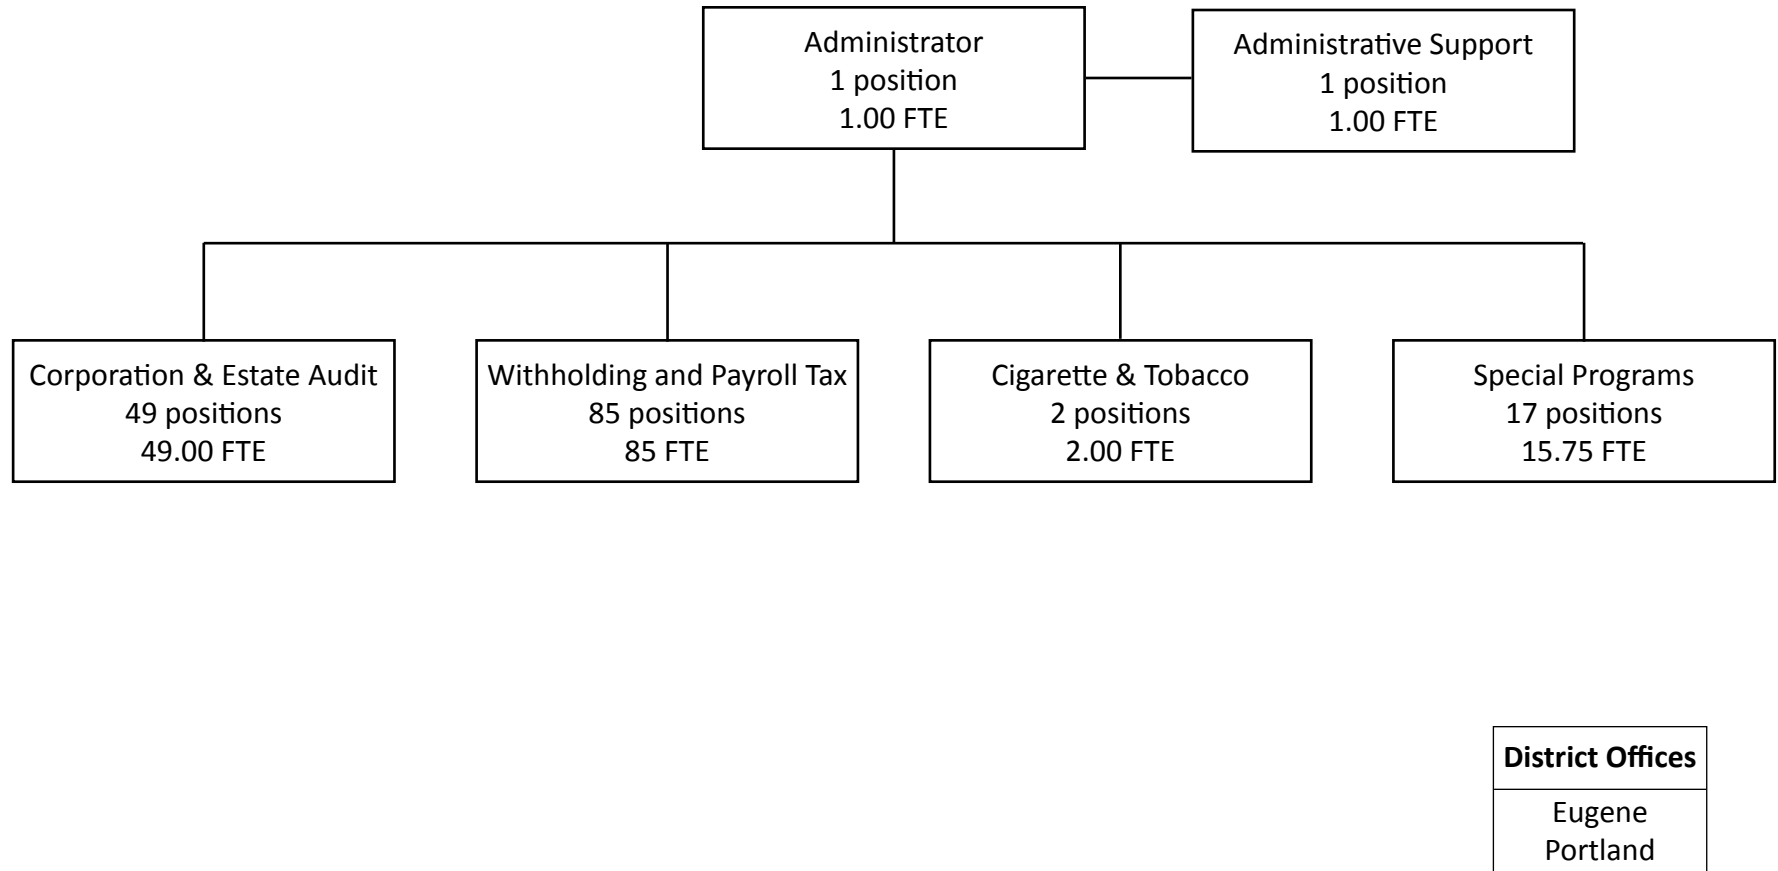 Administrator
1 position
1.00 FTE
Administrative Support
1 position
1.00 FTE
Corporation & Estate Audit
49 positions
49.00 FTE
Withholding and Payroll Tax
85 positions
85 FTE
Cigarette & Tobacco
2 positions
2.00 FTE
Special Programs
17 positions
15.75 FTE
District Offices
Eugene
Portland